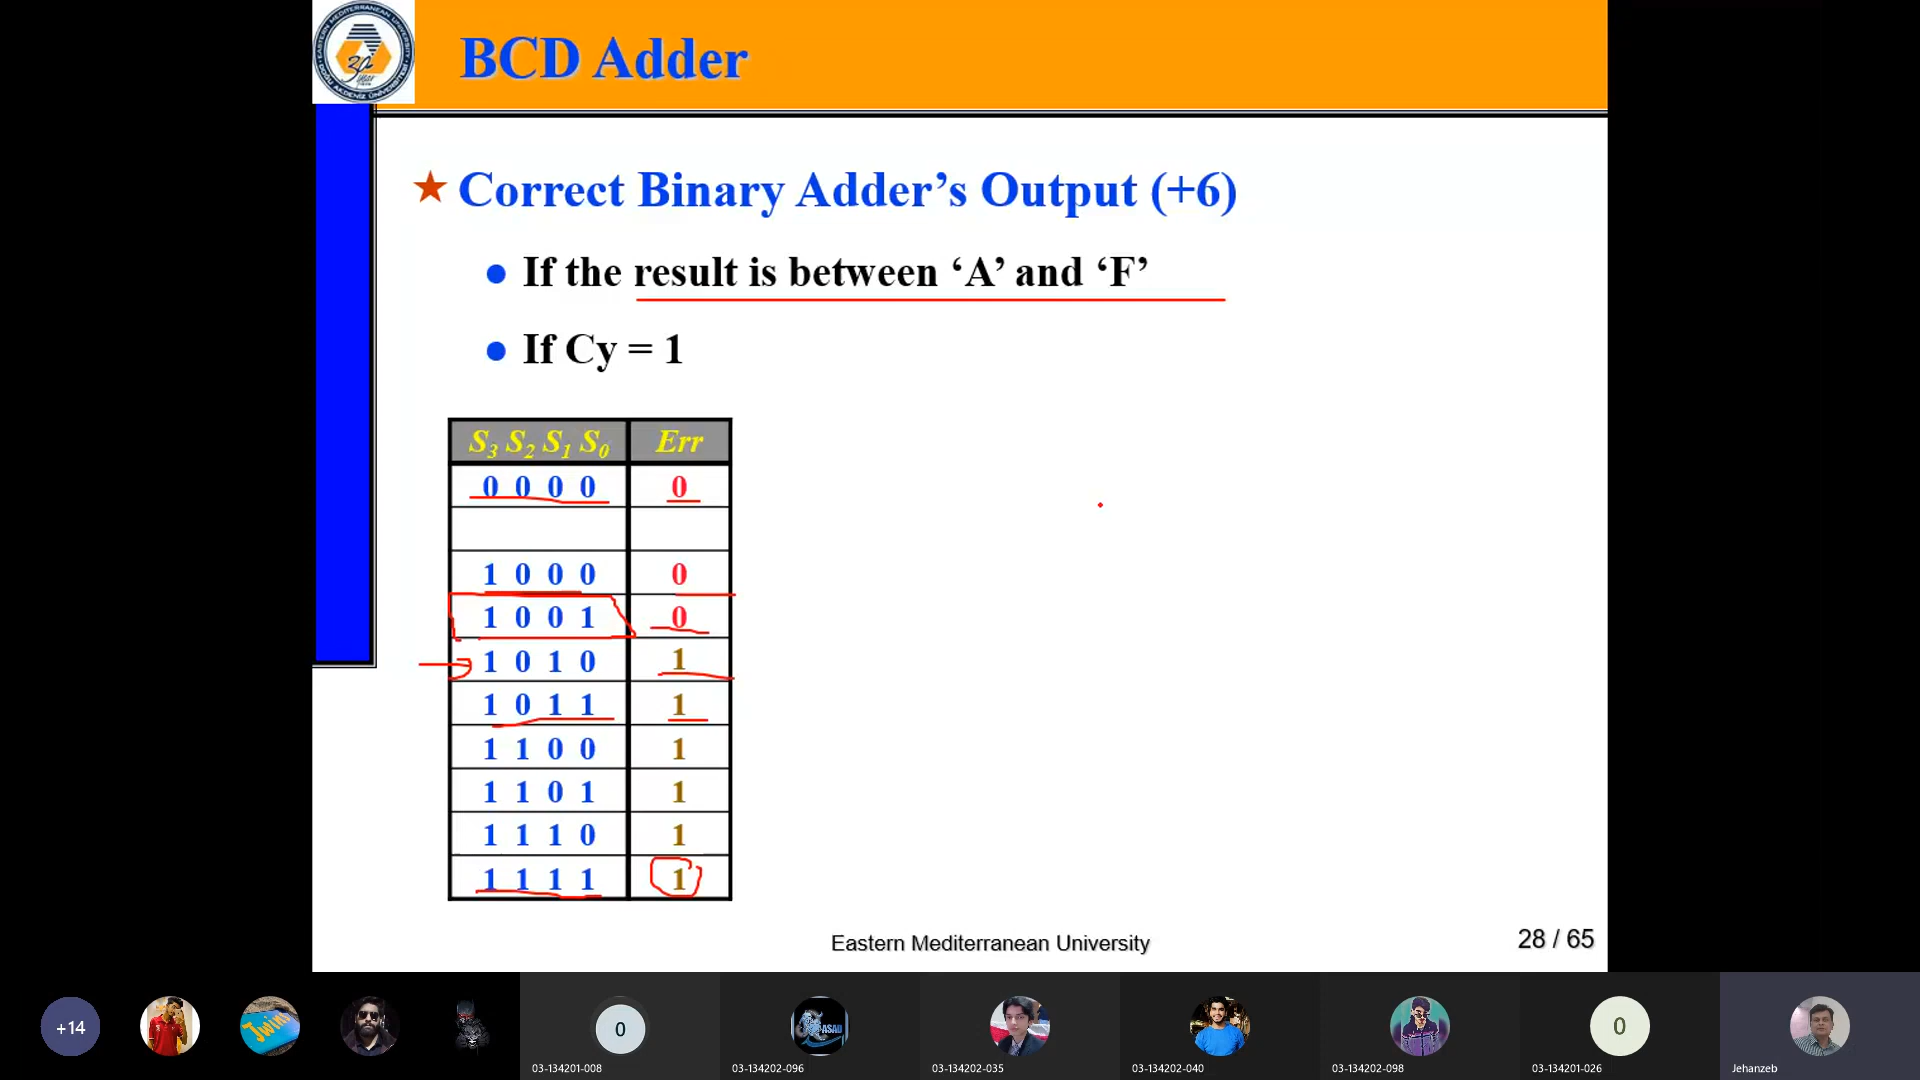 BCD Adder
Correct Binary Adder’s Output (+6)
If the result is between ‘A’ and ‘F’
If Cy = 1
S3 S2 S1 S0 Err
0 0 0 0 0
1 0 0 0 0
1 0 0 1 0
1 0 1 0 1
1 0 1 1 1
1 1 0 0 1
1 1 0 1 1
1 1 1 0 1
1 1 1 1 1
Eastern Mediterranean University
28 / 65
+14
Twin
0
ASAD
0
03-134201-008
03-134202-096
03-134202-035
03-134202-040
03-134202-098
03-134201-026
Jehanzeb